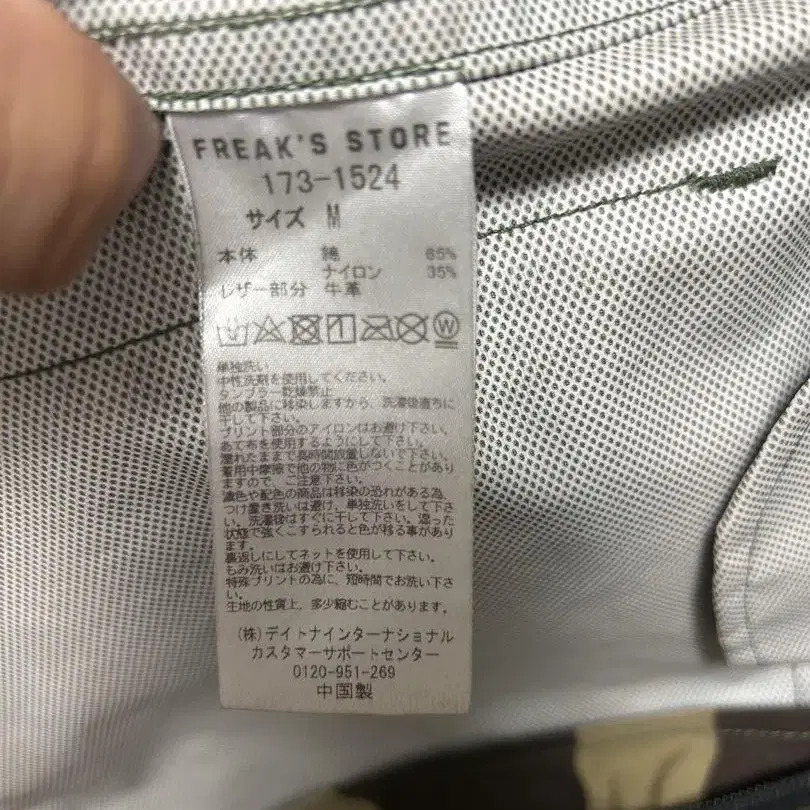 FREAK'S STORE
173-1524
サイズ M
本体 綿 65%
ナイロン 35%
レザー部分 牛革
単独洗い
中性洗剤を使用してください。
タンブラー乾燥禁止
他の製品に移染しますから、洗濯後直ちに
干して下さい。
プリント部分のアイロンはお避け下さい。
あて布を使用するようにして下さい。
濡れたままで長時間放置しないで下さい。
着用中摩擦で他の物に色がつくことがあり
ますので、ご注意下さい。
濃色や配色の商品は移染の恐れがある為、
つけ置き洗いは避け、単独洗いをして下さ
い。洗濯後はすぐに干して下さい。湿った
状態で強くこすられると色が移る事があり
ます。
裏返しにしてネットを使用して下さい。
もみ洗いはお避け下さい。
特殊プリントの為に、短時間でお洗い下さ
い。
生地の性質上、多少縮むことがあります。
(株)デイトナインターナショナル
カスタマーサポートセンター
0120-951-269
中国製